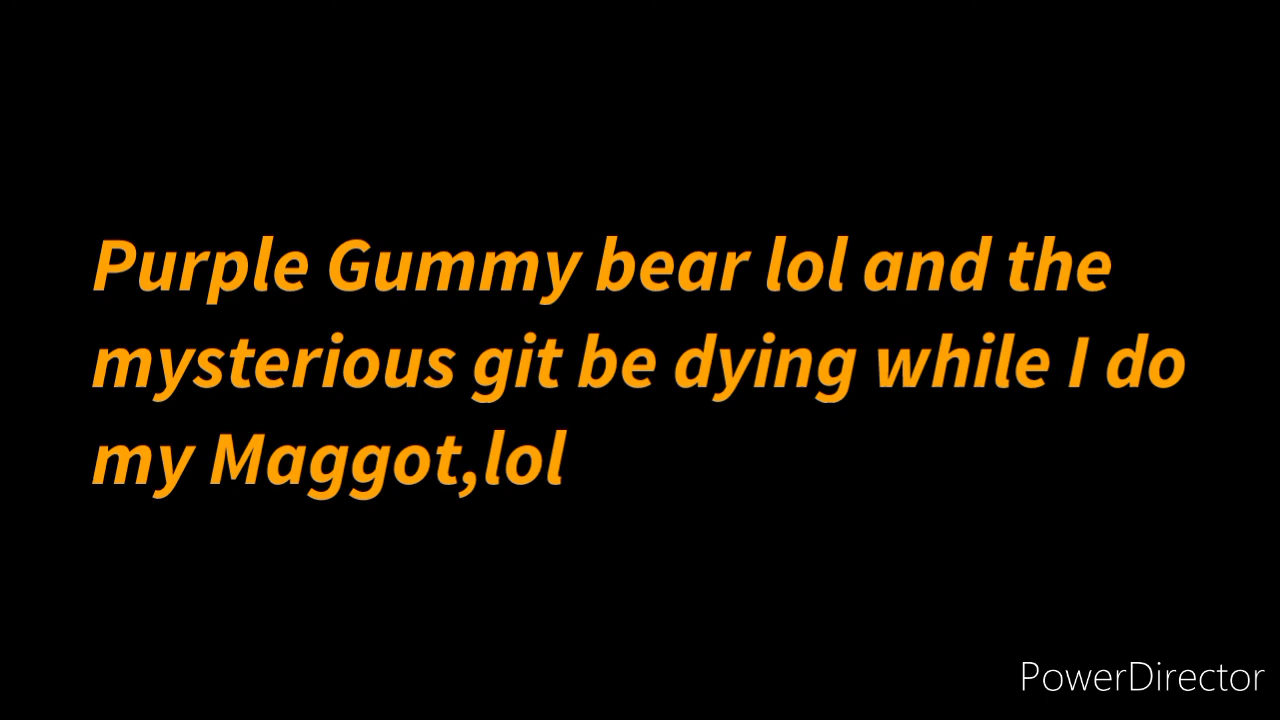 Purple Gummy bear lol and the
mysterious git be dying while I do
my Maggot,lol
PowerDirector